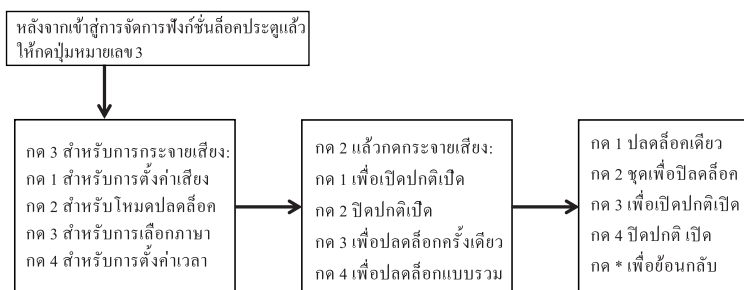 หลังจากเข้าสู่การจัดการฟังก์ชั่นล็อคประตูแล้ว
ให้กดปุ่มหมายเลข 3
กด 3 สำหรับการกระจายเสียง:
กด 1 สำหรับการตั้งค่าเสียง
กด 2 สำหรับโหมดปลดล็อค
กด 3 สำหรับการเลือกภาษา
กด 4 สำหรับการตั้งค่าเวลา
กด 2 แล้วกดกระจายเสียง:
กด 1 เพื่อเปิดปกติเปิด
กด 2 ปิดปกติเปิด
กด 3 เพื่อปลดล็อกครั้งเดียว
กด 4 เพื่อปลดล็อกแบบรวม
กด 1 ปลดล็อคเดียว
กด 2 ชุดเพื่อปิลดล็อค
กด 3 เพื่อเปิดปกติเปิด
กด 4 ปิดปกติ เปิด
กด * เพื่อย้อนกลับ